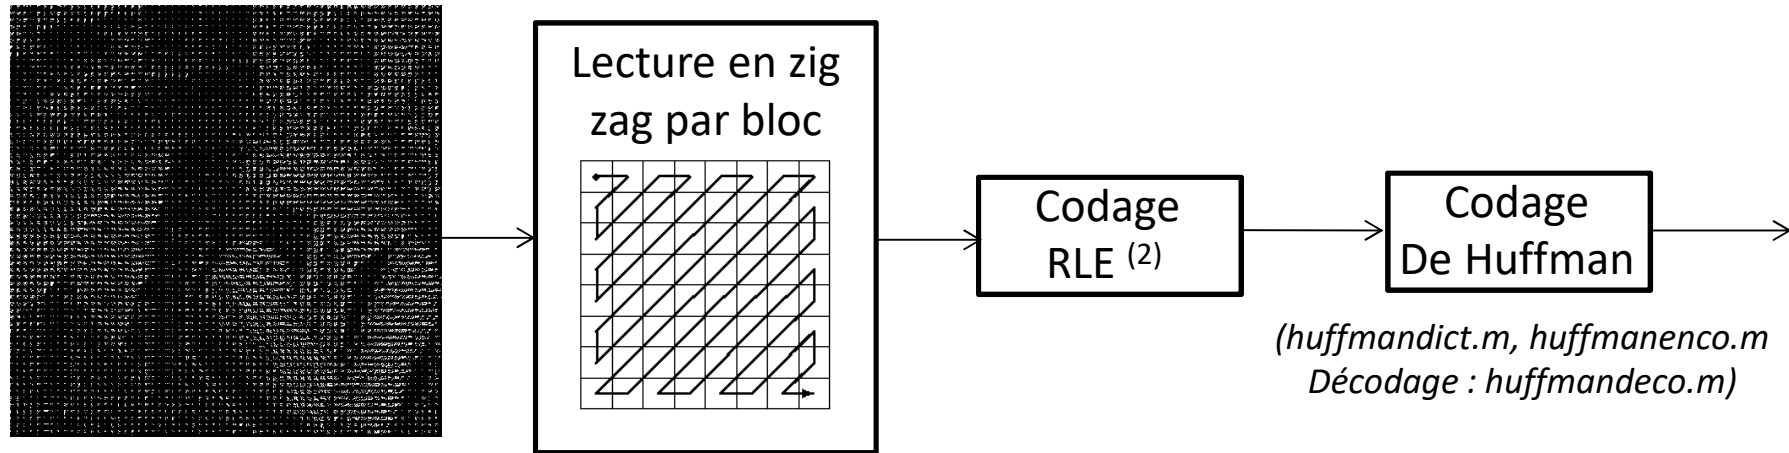 Lecture en zig
zag par bloc
Codage
RLE (2)
Codage
De Huffman
(huffmandict.m, huffmanenco.m
Décodage : huffmandeco.m)